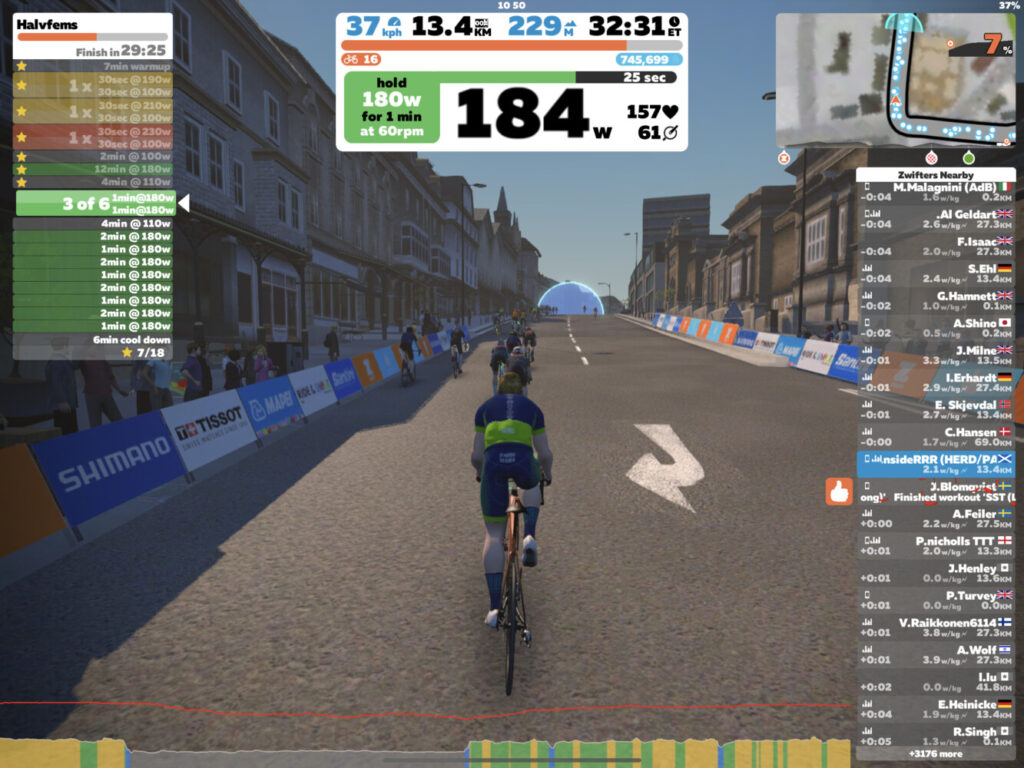 10 50
37%
Halvfems
Finish in 29:25
7min warmup
1 x 30sec @ 190w
30sec @ 100w
1 x 30sec @ 210w
30sec @ 100w
1 x 30sec @ 230w
30sec @ 100w
2min @ 100w
12min @ 180w
4min @ 110w
3 of 6 1min@180w
1min@180w
4min @ 110w
2min @ 180w
1min @ 180w
2min @ 180w
1min @ 180w
2min @ 180w
1min @ 180w
2min @ 180w
1min @ 180w
6min cool down
7/18
37 kph 13.4 KM 229 M 32:31 ET
16
745,699
hold
180w
for 1 min
at 60rpm
25 sec
184 w
157
61
7%
Zwifters Nearby
M.Malagnini (AdB)
-0:04 1.6w/kg 0.2KM
.Al Geldart
-0:04 2.6w/kg 27.3KM
F.Isaac
-0:04 2.0w/kg 27.3KM
S.Ehl
-0:04 2.4w/kg 13.4KM
G.Hamnett
-0:02 1.0w/kg 0.1KM
A.Shino
-0:02 0.5w/kg 0.2KM
J.Milne
-0:01 3.3w/kg 13.5KM
I.Erhardt
-0:01 2.9w/kg 27.4KM
E. Skjevdal
-0:01 2.7w/kg 13.4KM
C.Hansen
-0:00 1.7w/kg 69.0KM
nsideRRR (HERD/PA
2.1w/kg 13.4KM
J.Blomqvist
ong)' Finished workout 'SST (L
A.Feiler
+0:00 2.2w/kg 27.5KM
P.nicholls TTT
+0:01 2.0w/kg 13.3KM
J.Henley
+0:01 0.0w/kg 13.6KM
P.Turvey
+0:01 0.0w/kg 0.0KM
V.Raikkonen6114
+0:01 3.8w/kg 27.3KM
A.Wolf
+0:01 3.9w/kg 27.3KM
I.lu
+0:02 0.0w/kg 41.8KM
E.Heinicke
+0:04 1.9w/kg 13.4KM
R.Singh
+0:05 1.3w/kg 0.1KM
+3176 more
SHIMANO
TISSOT
SWISS WATCHES SINCE 1853
MAPEI
Santini
MAPEI
Santini